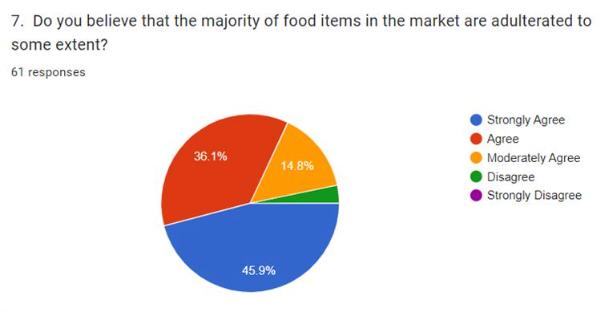 7. Do you believe that the majority of food items in the market are adulterated to
some extent?
61 responses
36.1%
14.8%
45.9%
Strongly Agree
Agree
Moderately Agree
Disagree
Strongly Disagree